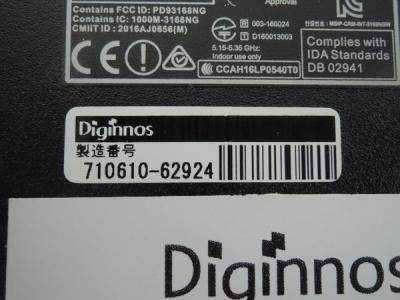 Contains FCC ID: PD93168NG
Contains IC: 1000M-3168NG
CMIIT ID: 2016AJ0656(M)
Approval
R 003-160024
T D160013003
5.15-5.35 GHz
Indoor use only
CCAH16LP0540T0
Complies with
IDA Standards
DB 02941
Diginnos
製造番号
710610-62924
Diginnos